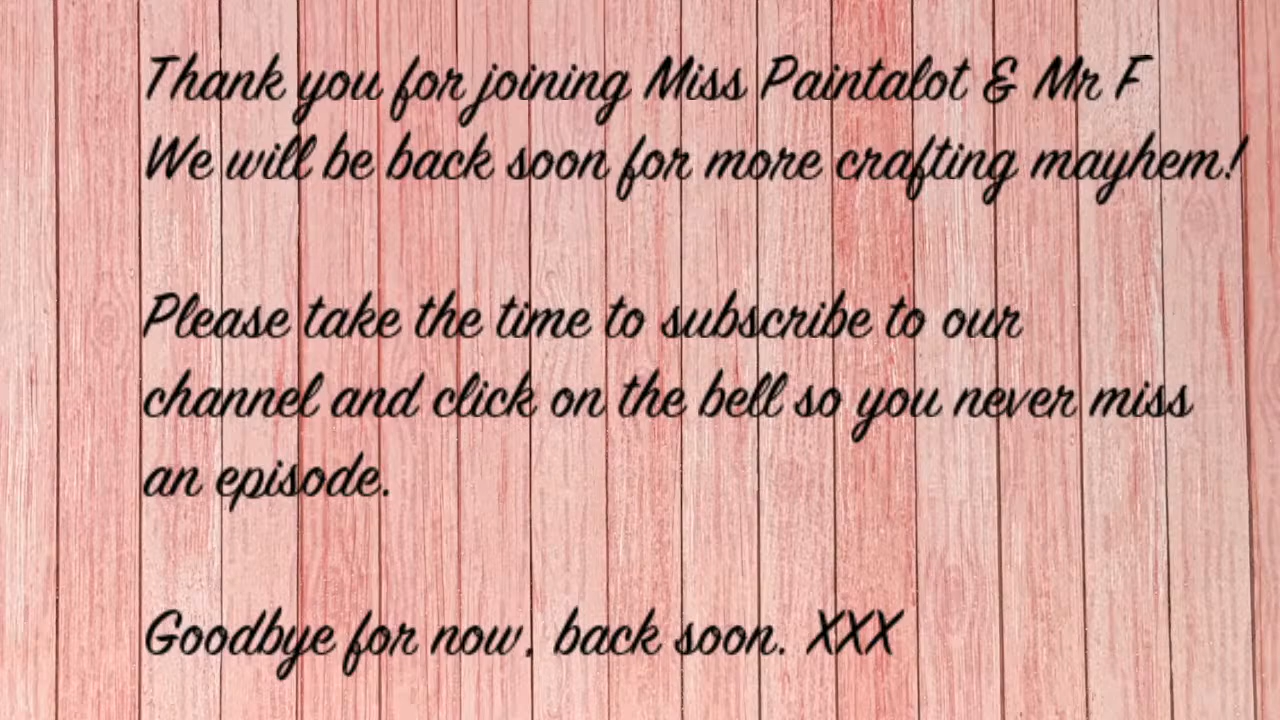 Thank you for joining Miss Paintalot & Mr F
We will be back soon for more crafting mayhem!
Please take the time to subscribe to our
channel and click on the bell so you never miss
an episode.
Goodbye for now, back soon. XXX